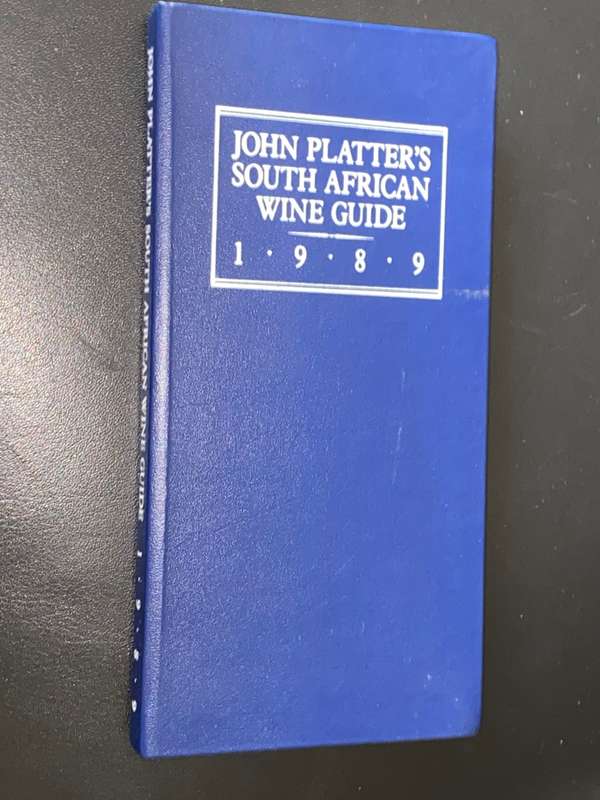 JOHN PLATTER'S
SOUTH AFRICAN
WINE GUIDE
1 · 9 · 8 · 9
JOHN PLATTER'S SOUTH AFRICAN WINE GUIDE 1 · 9 · 8 · 9